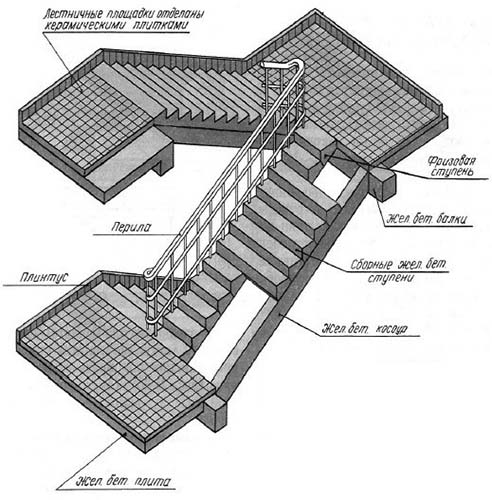 Лестничные площадки отделаны
керамическими плитками
Фризовая
ступень
Жел. бет. балки
Перила
Сборные жел. бет.
ступени
Плинтус
Жел. бет. косоур
Жел. бет. плита